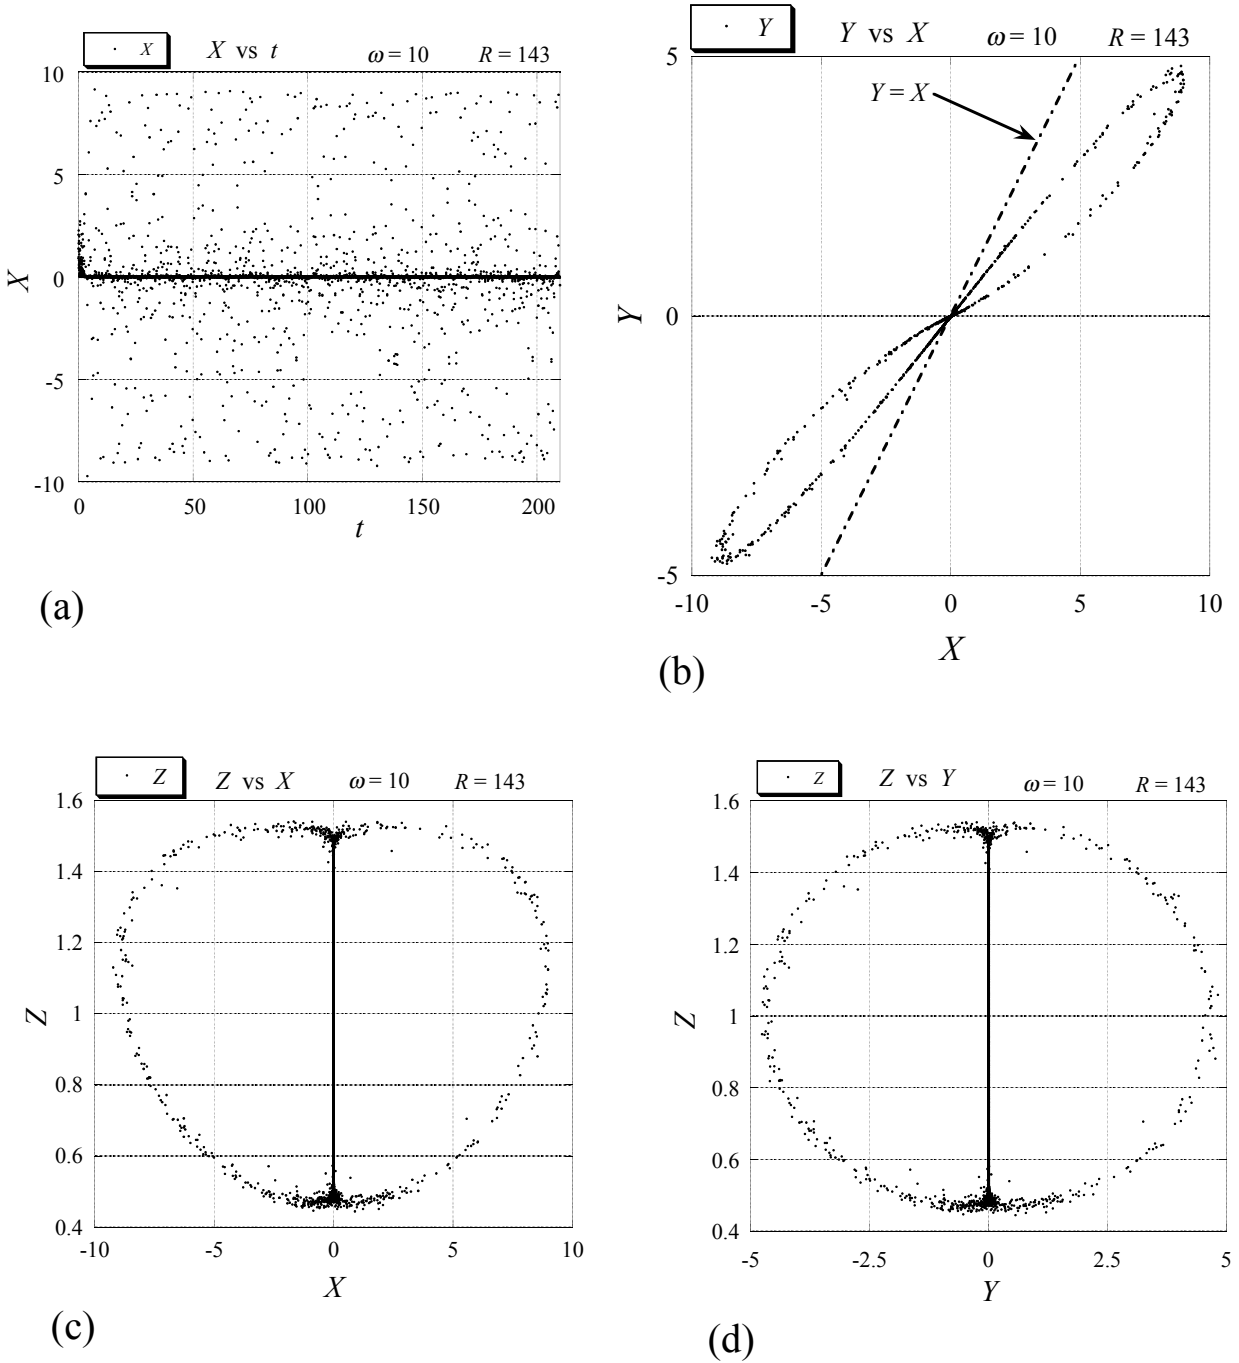 X X vs t ω = 10 R = 143
10
5
X
0
-5
-10
0 50 100 150 200
t
(a)
Y Y vs X ω = 10 R = 143
5
Y = X
Y
0
-5
-10 -5 0 5 10
X
(b)
Z Z vs X ω = 10 R = 143
1.6
1.4
1.2
Z
1
0.8
0.6
0.4
-10 -5 0 5 10
X
(c)
Z Z vs Y ω = 10 R = 143
1.6
1.4
1.2
Z
1
0.8
0.6
0.4
-5 -2.5 0 2.5 5
Y
(d)